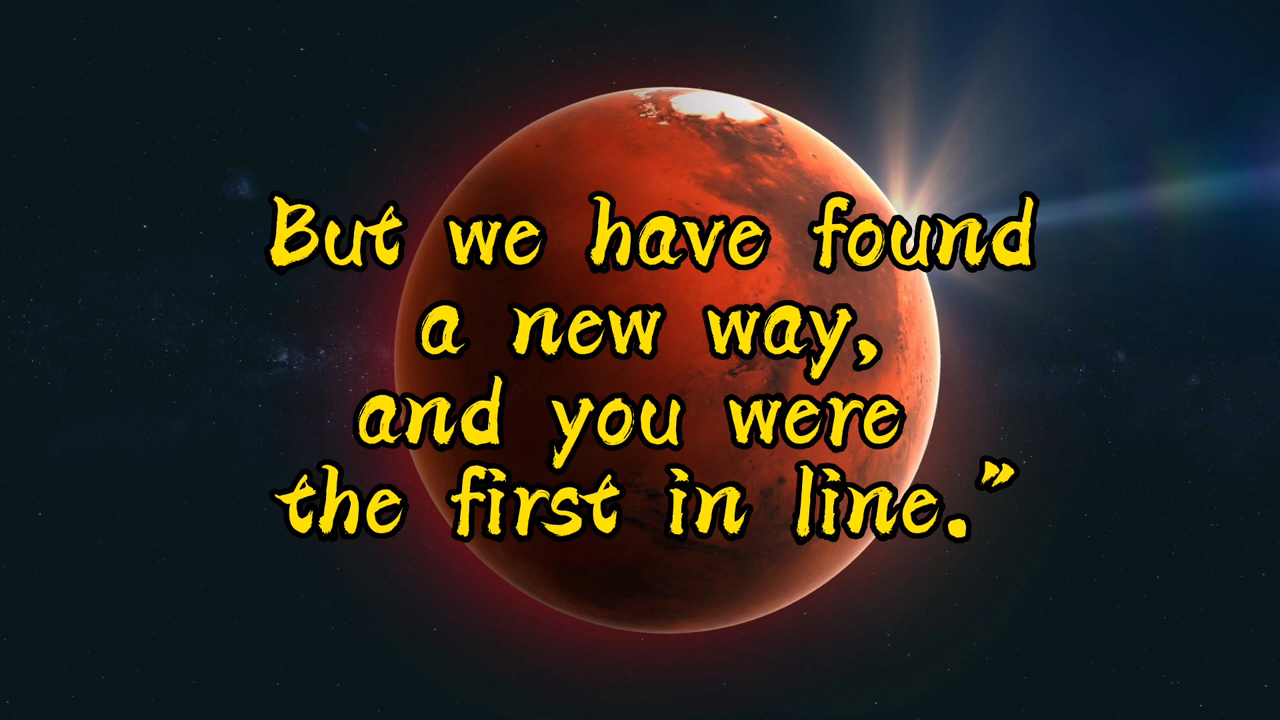 But we have found
a new way,
and you were
the first in line.”